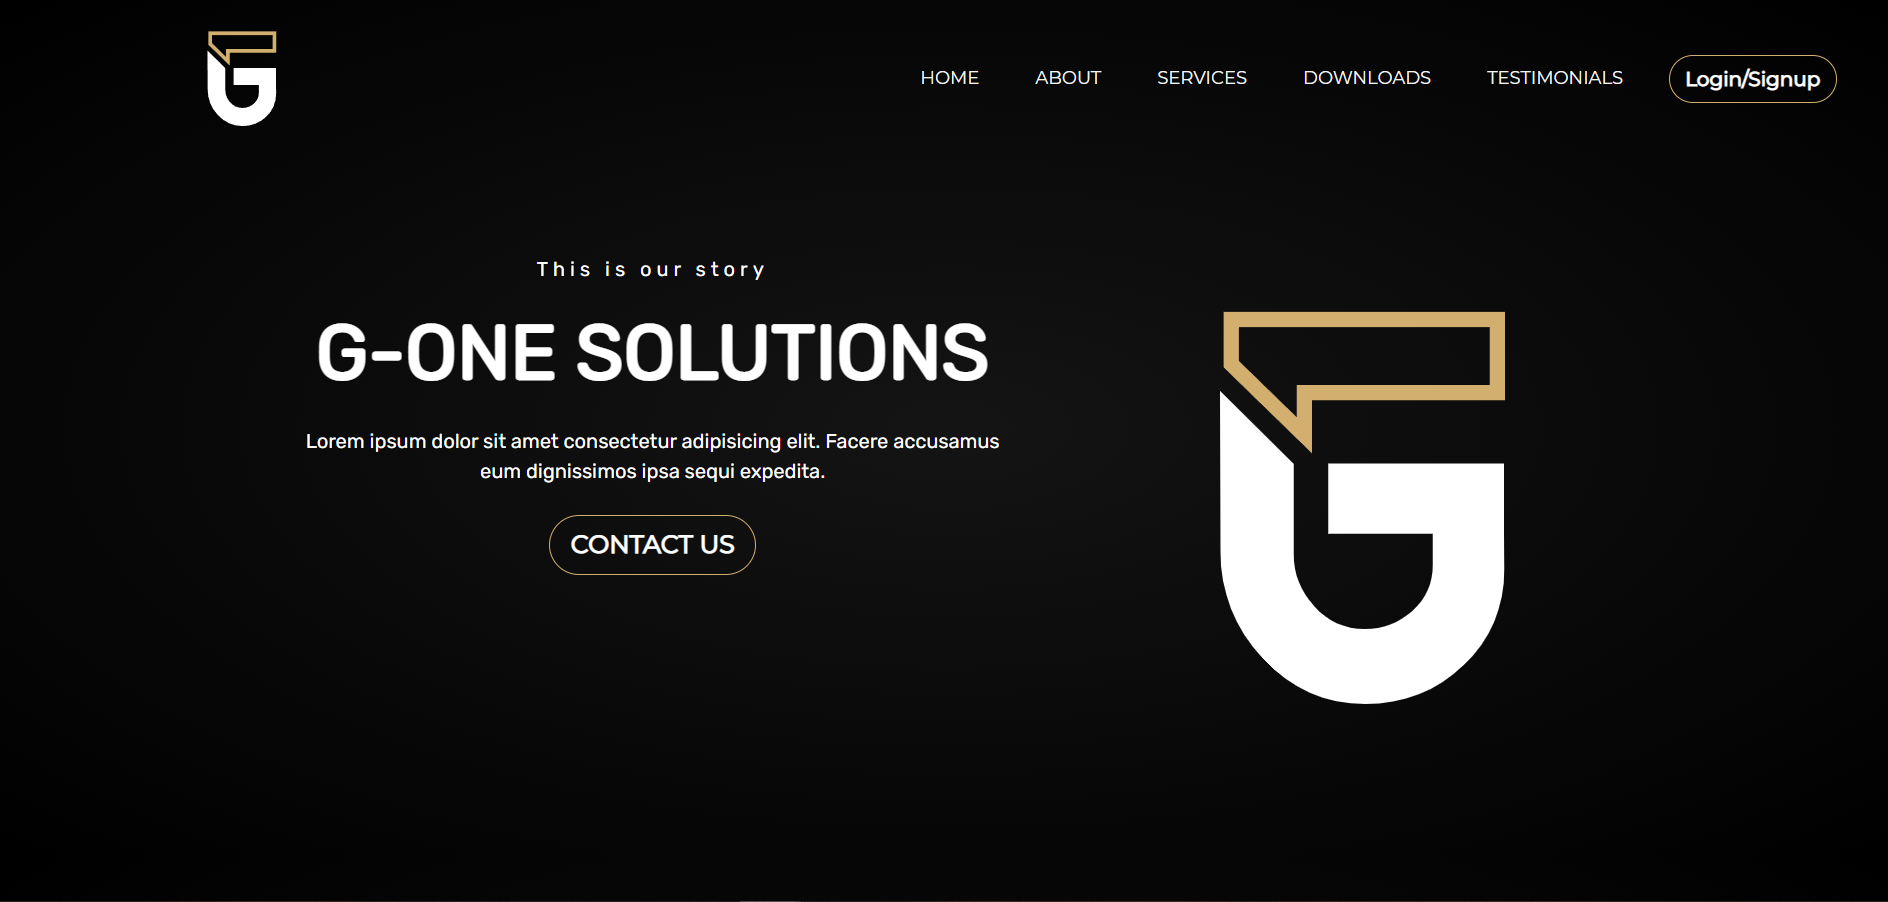 HOME ABOUT SERVICES DOWNLOADS TESTIMONIALS Login/Signup
This is our story
G-ONE SOLUTIONS
Lorem ipsum dolor sit amet consectetur adipisicing elit. Facere accusamus
eum dignissimos ipsa sequi expedita.
CONTACT US